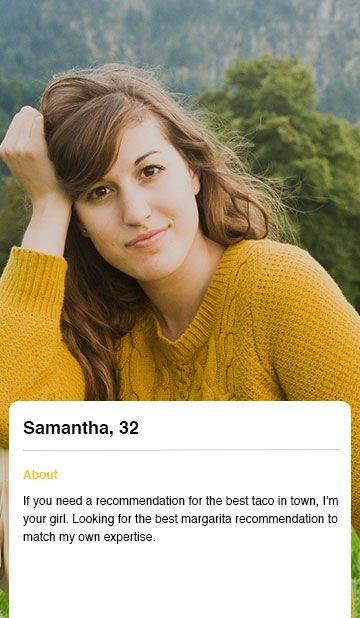 Samantha, 32
About
If you need a recommendation for the best taco in town, I'm
your girl. Looking for the best margarita recommendation to
match my own expertise.